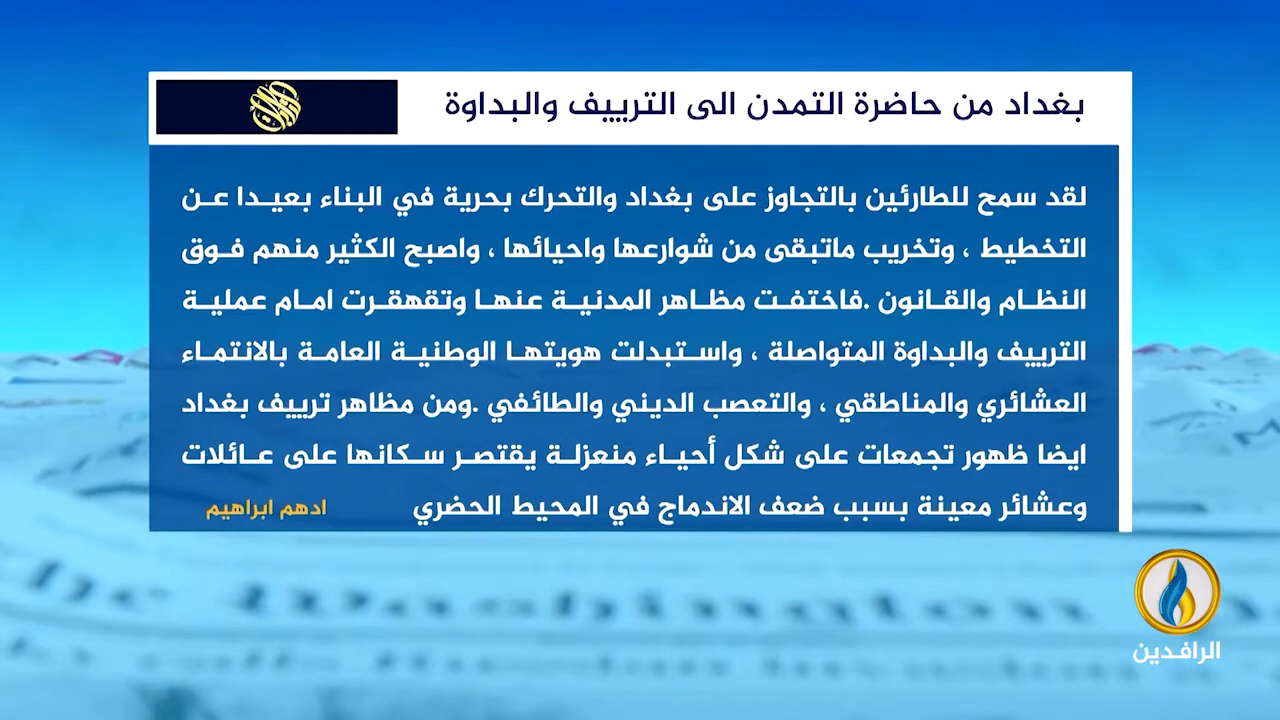 بغداد من حاضرة التمدن الى الترييف والبداوة
لقد سمح للطارئين بالتجاوز على بغداد والتحرك بحرية في البناء بعيدا عن
التخطيط ، وتخريب ماتبقى من شوارعها واحيائها ، واصبح الكثير منهم فوق
النظام والقانون .فاختفت مظاهر المدنية عنها وتقهقرت امام عملية
الترييف والبداوة المتواصلة ، واستبدلت هويتها الوطنية العامة بالانتماء
العشائري والمناطقي ، والتعصب الديني والطائفي .ومن مظاهر ترييف بغداد
ايضا ظهور تجمعات على شكل أحياء منعزلة يقتصر سكانها على عائلات
وعشائر معينة بسبب ضعف الاندماج في المحيط الحضري
ادهم ابراهيم
الرافدين